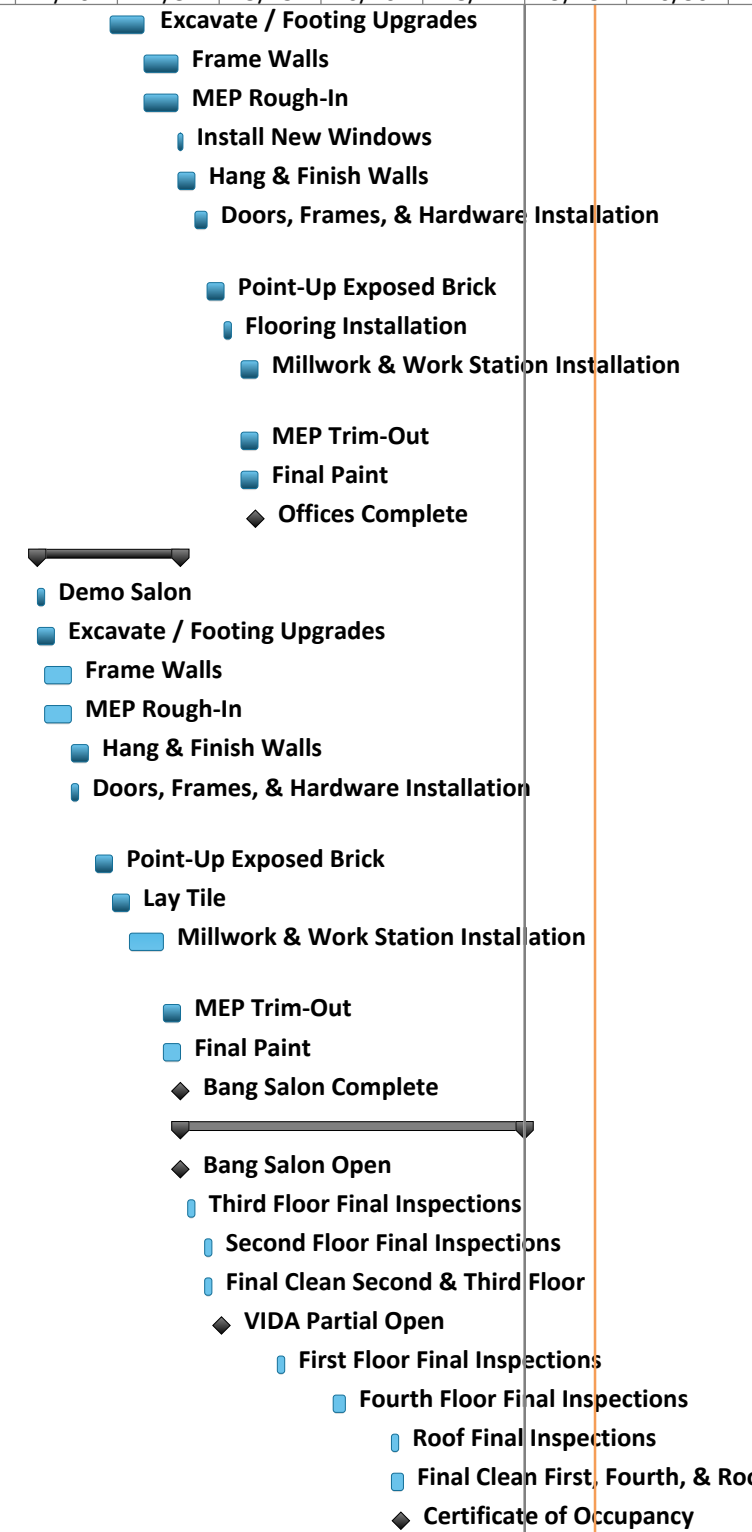 Excavate / Footing Upgrades
Frame Walls
MEP Rough-In
Install New Windows
Hang & Finish Walls
Doors, Frames, & Hardware Installation
Point-Up Exposed Brick
Flooring Installation
Millwork & Work Station Installation
MEP Trim-Out
Final Paint
Offices Complete
Demo Salon
Excavate / Footing Upgrades
Frame Walls
MEP Rough-In
Hang & Finish Walls
Doors, Frames, & Hardware Installation
Point-Up Exposed Brick
Lay Tile
Millwork & Work Station Installation
MEP Trim-Out
Final Paint
Bang Salon Complete
Bang Salon Open
Third Floor Final Inspections
Second Floor Final Inspections
Final Clean Second & Third Floor
VIDA Partial Open
First Floor Final Inspections
Fourth Floor Final Inspections
Roof Final Inspections
Final Clean First, Fourth, &
Certificate of Occupancy